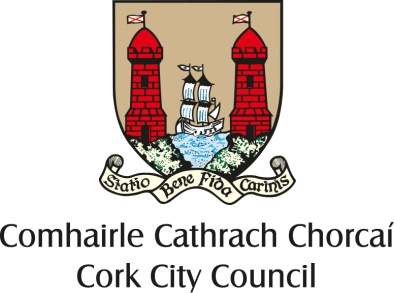 Statio Bene Fida Carinis
Comhairle Cathrach Chorcaí
Cork City Council